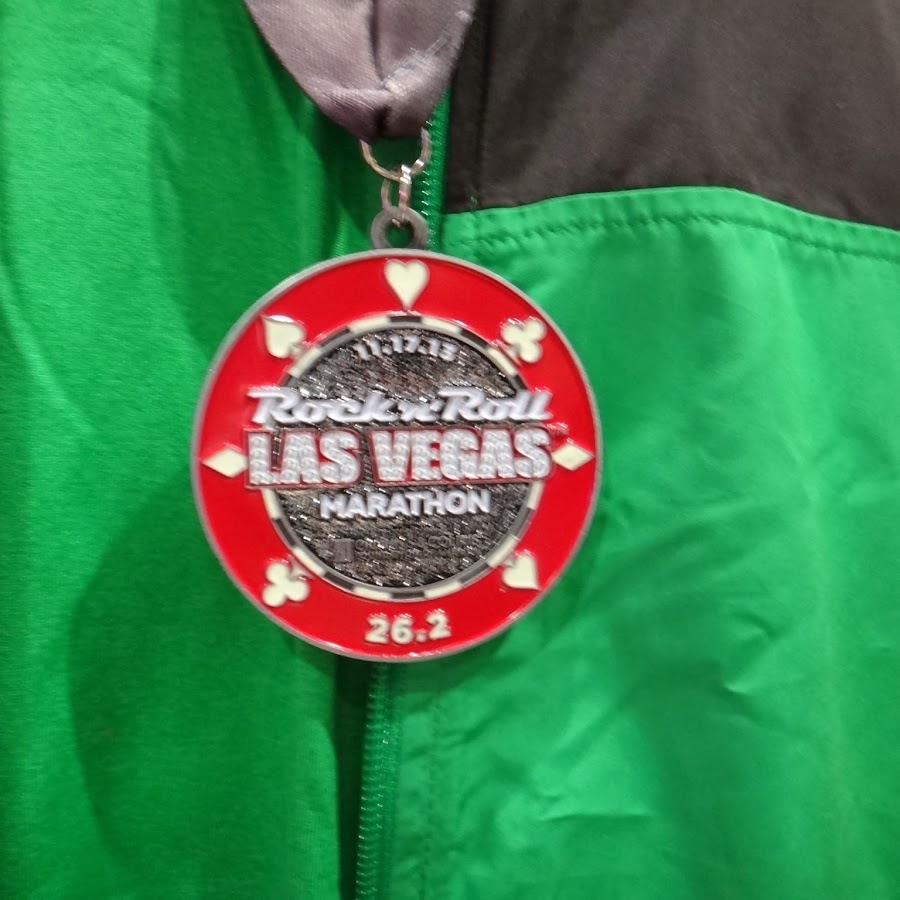 11.17.13
Rock 'n' Roll
LAS VEGAS
MARATHON
26.2